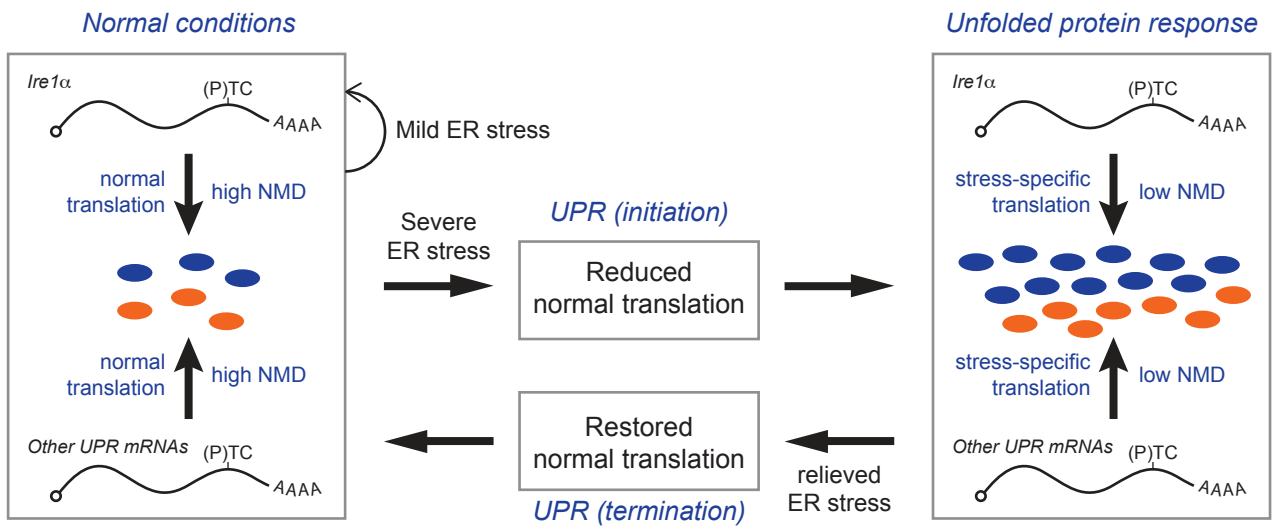 Normal conditions
Ire1α
(P)TC
AAAA
normal
translation
high NMD
normal
translation
high NMD
Other UPR mRNAs
(P)TC
AAAA
Mild ER stress
Severe
ER stress
UPR (initiation)
Reduced
normal translation
Restored
normal translation
UPR (termination)
relieved
ER stress
Unfolded protein response
Ire1α
(P)TC
AAAA
stress-specific
translation
low NMD
stress-specific
translation
low NMD
Other UPR mRNAs
(P)TC
AAAA